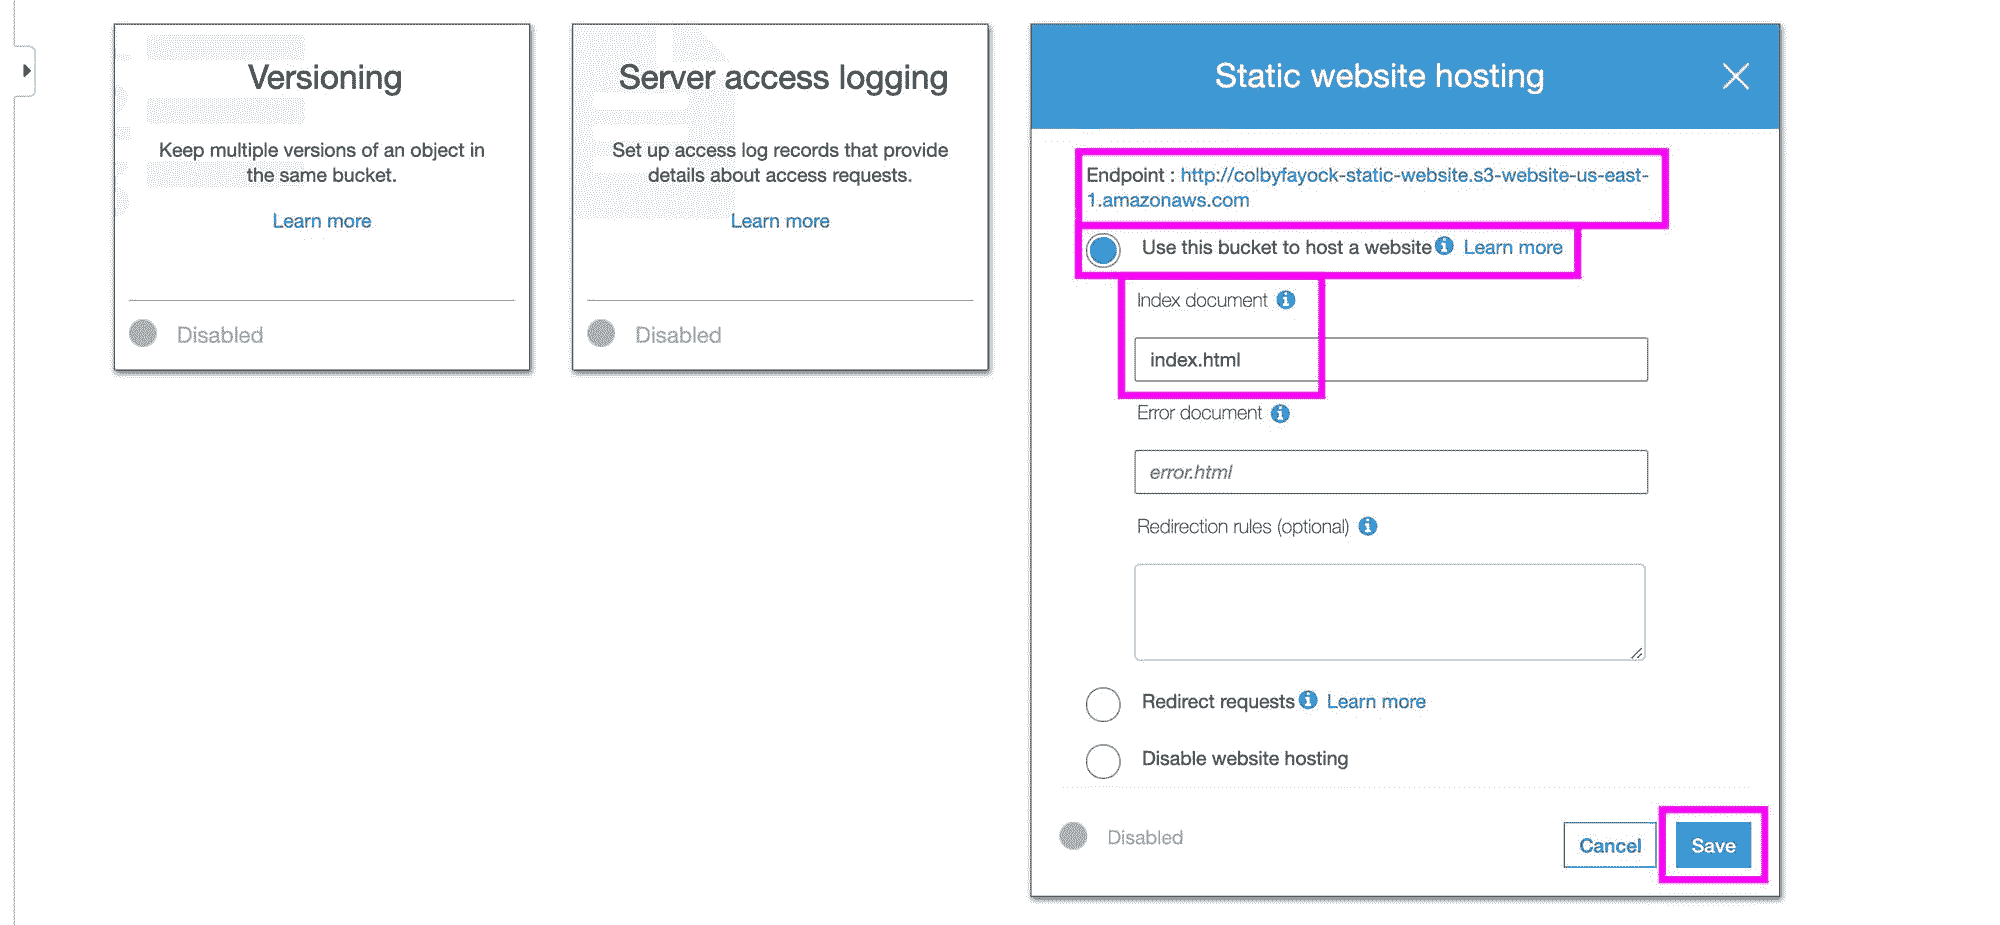 Versioning
Keep multiple versions of an object in
the same bucket.
Learn more
Disabled
Server access logging
Set up access log records that provide
details about access requests.
Learn more
Disabled
Static website hosting
Endpoint : http://colbyfayock-static-website.s3-website-us-east-
1.amazonaws.com
Use this bucket to host a website Learn more
Index document
index.html
Error document
error.html
Redirection rules (optional)
Redirect requests Learn more
Disable website hosting
Disabled
Cancel Save